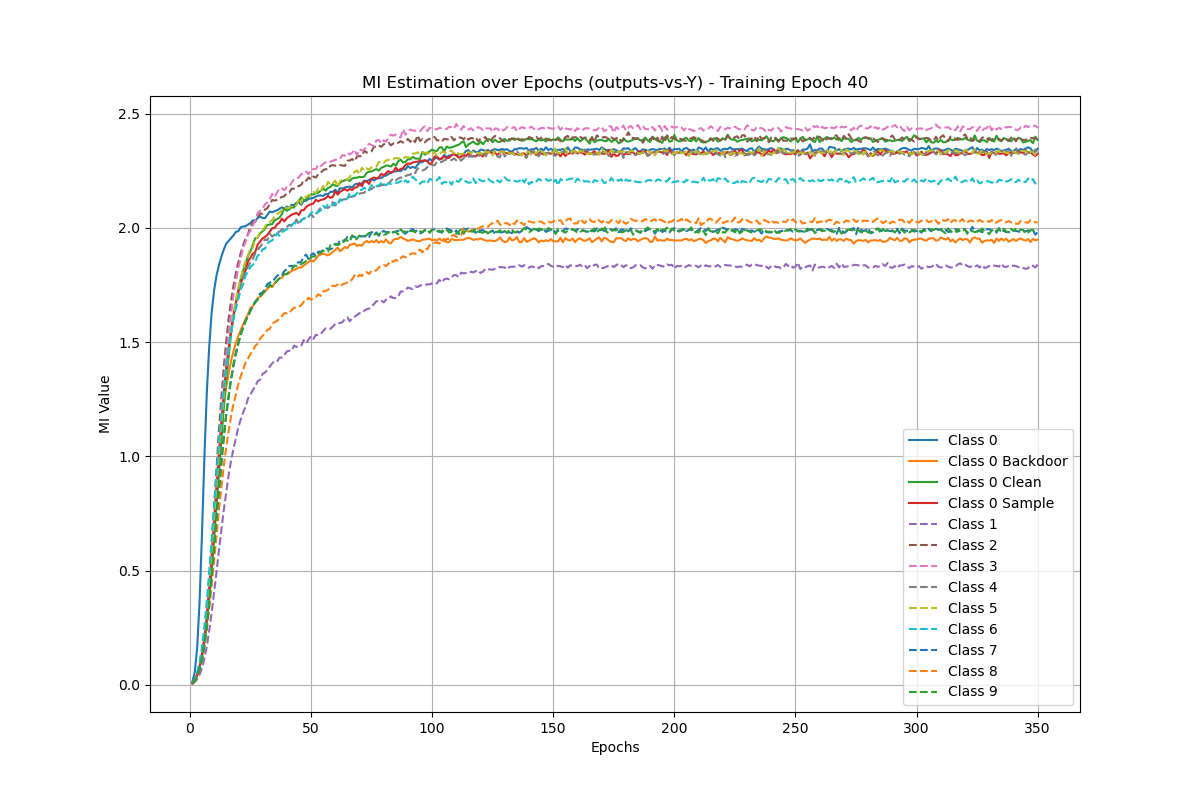 MI Estimation over Epochs (outputs-vs-Y) - Training Epoch 40
MI Value
2.5
2.0
1.5
1.0
0.5
0.0
0 50 100 150 200 250 300 350
Epochs
Class 0
Class 0 Backdoor
Class 0 Clean
Class 0 Sample
Class 1
Class 2
Class 3
Class 4
Class 5
Class 6
Class 7
Class 8
Class 9